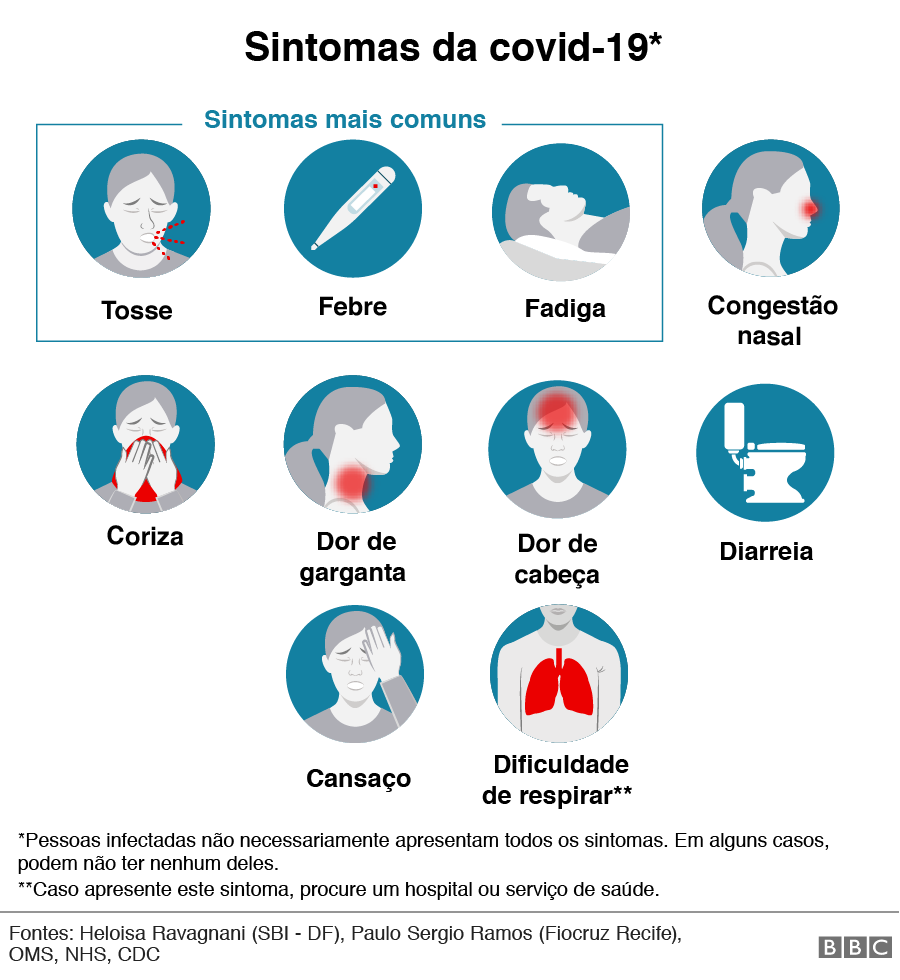 Sintomas da covid-19*
Sintomas mais comuns
Tosse
Febre
Fadiga
Congestão
nasal
Coriza
Dor de
garganta
Dor de
cabeça
Diarreia
Cansaço
Dificuldade
de respirar**
*Pessoas infectadas não necessariamente apresentam todos os sintomas. Em alguns casos,
podem não ter nenhum deles.
**Caso apresente este sintoma, procure um hospital ou serviço de saúde.
Fontes: Heloisa Ravagnani (SBI - DF), Paulo Sergio Ramos (Fiocruz Recife),
OMS, NHS, CDC
BBC